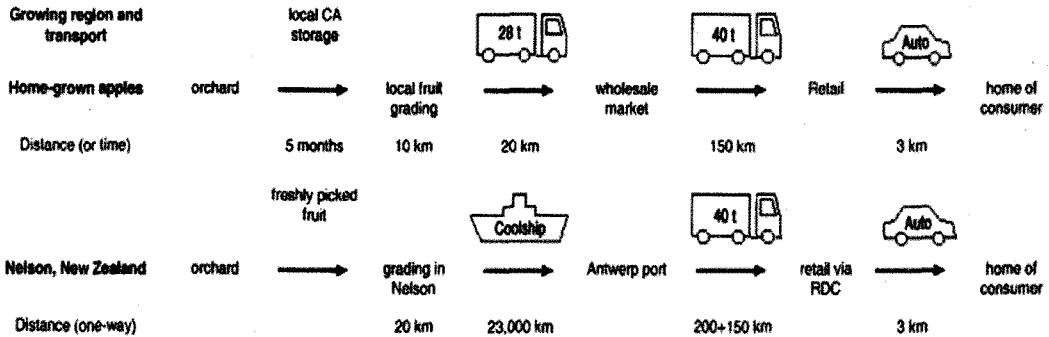 Growing region and transport
local CA storage
28 t
40 t
Auto
Home-grown apples orchard local fruit grading wholesale market Retail home of consumer
Distance (or time) 5 months 10 km 20 km 150 km 3 km
freshly picked fruit
Coolship
40 t
Auto
Nelson, New Zealand orchard grading in Nelson Antwerp port retail via RDC home of consumer
Distance (one-way) 20 km 23,000 km 200+150 km 3 km